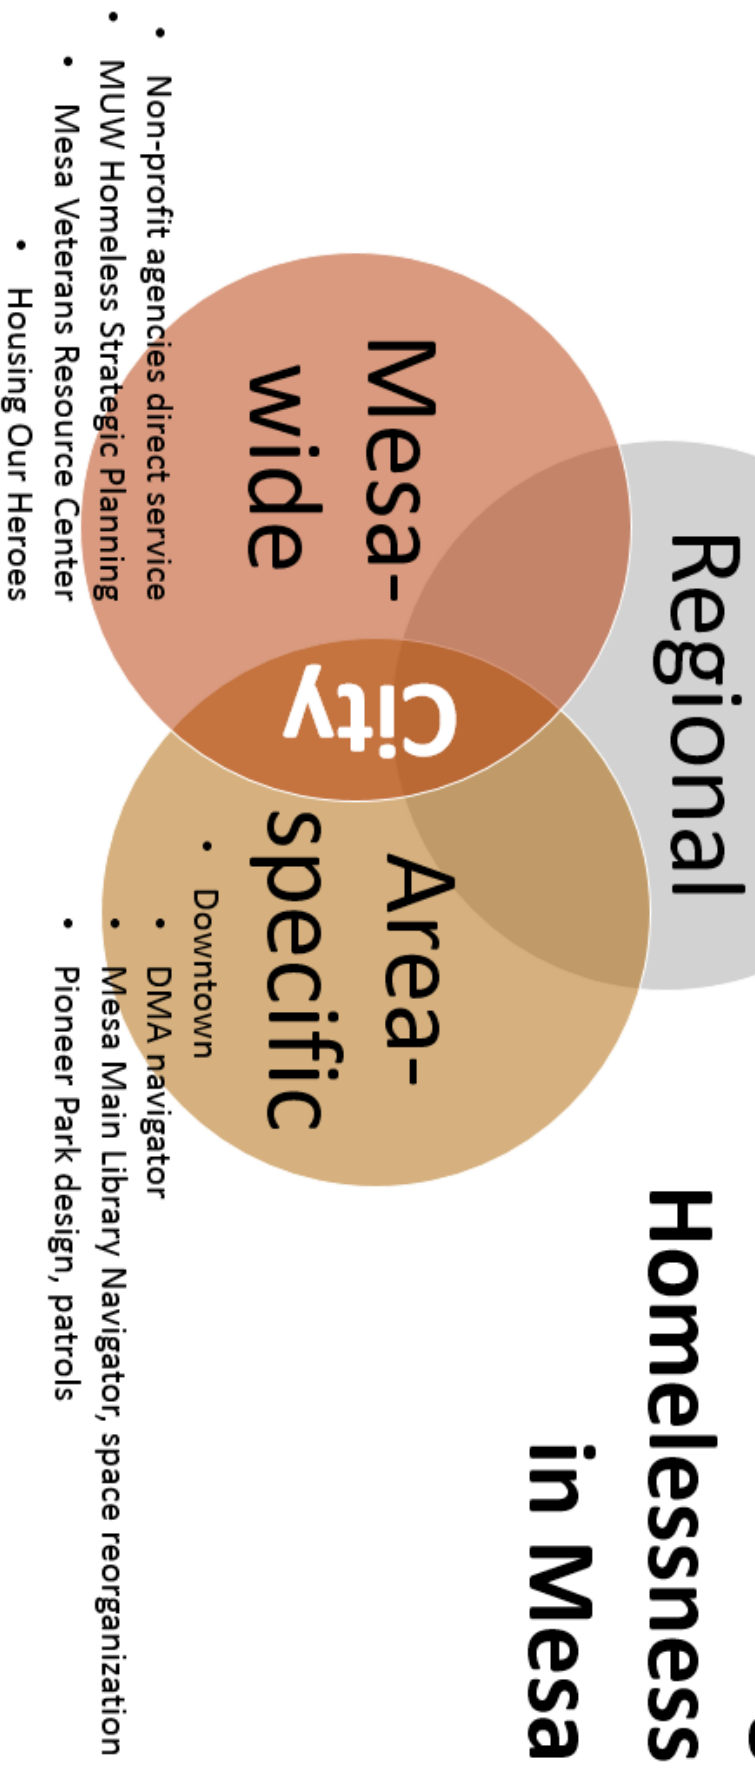 Homelessness
in Mesa
Regional
Mesa-
wide
City
Area-
specific
• Non-profit agencies direct service
• MUW Homeless Strategic Planning
• Mesa Veterans Resource Center
• Housing Our Heroes
• Downtown
• DMA navigator
• Mesa Main Library Navigator, space reorganization
• Pioneer Park design, patrols